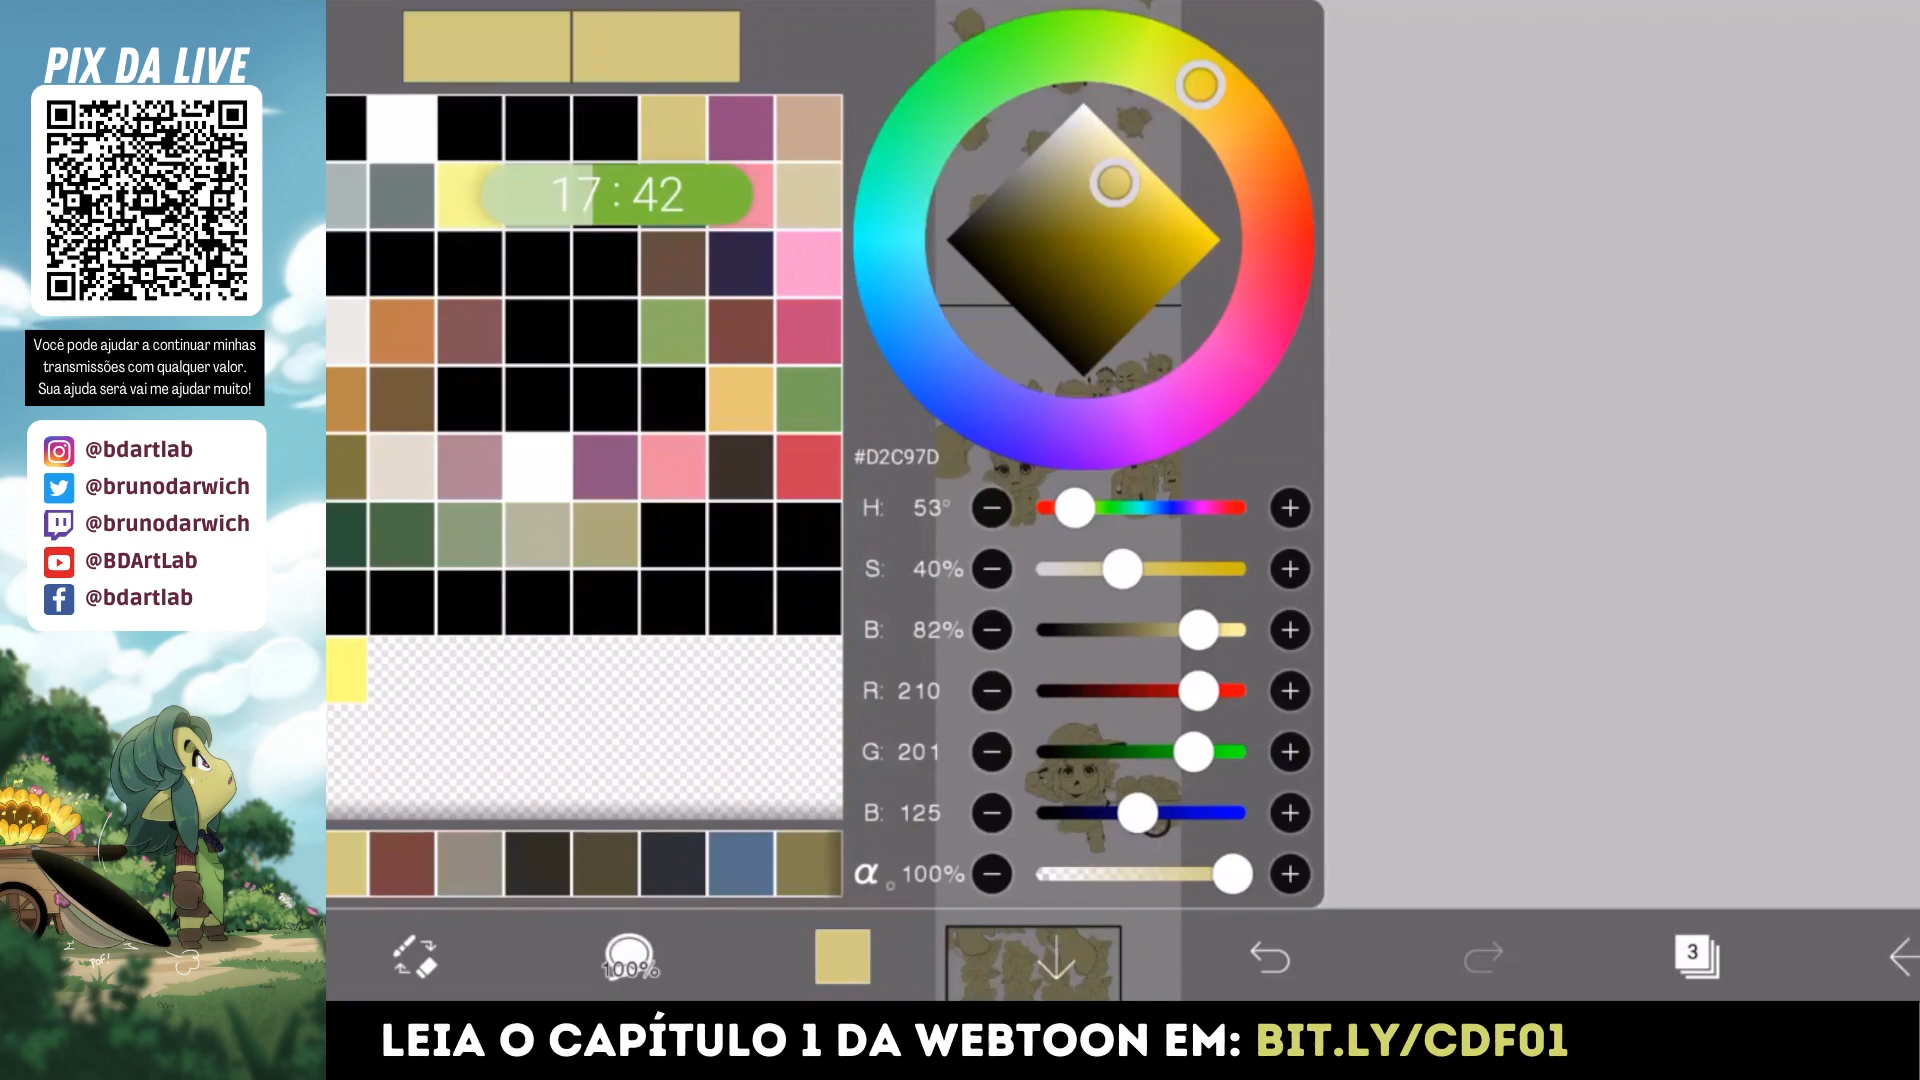 PIX DA LIVE
Você pode ajudar a continuar minhas
transmissões com qualquer valor.
Sua ajuda será vai me ajudar muito!
@bdartlab
@brunodarwich
@brunodarwich
@BDArtLab
@bdartlab
POF!
17:42
#D2C97D
H: 53°
S: 40%
B: 82%
R: 210
G: 201
B: 125
α 100%
100%
3
LEIA O CAPÍTULO 1 DA WEBTOON EM: BIT.LY/CDF01